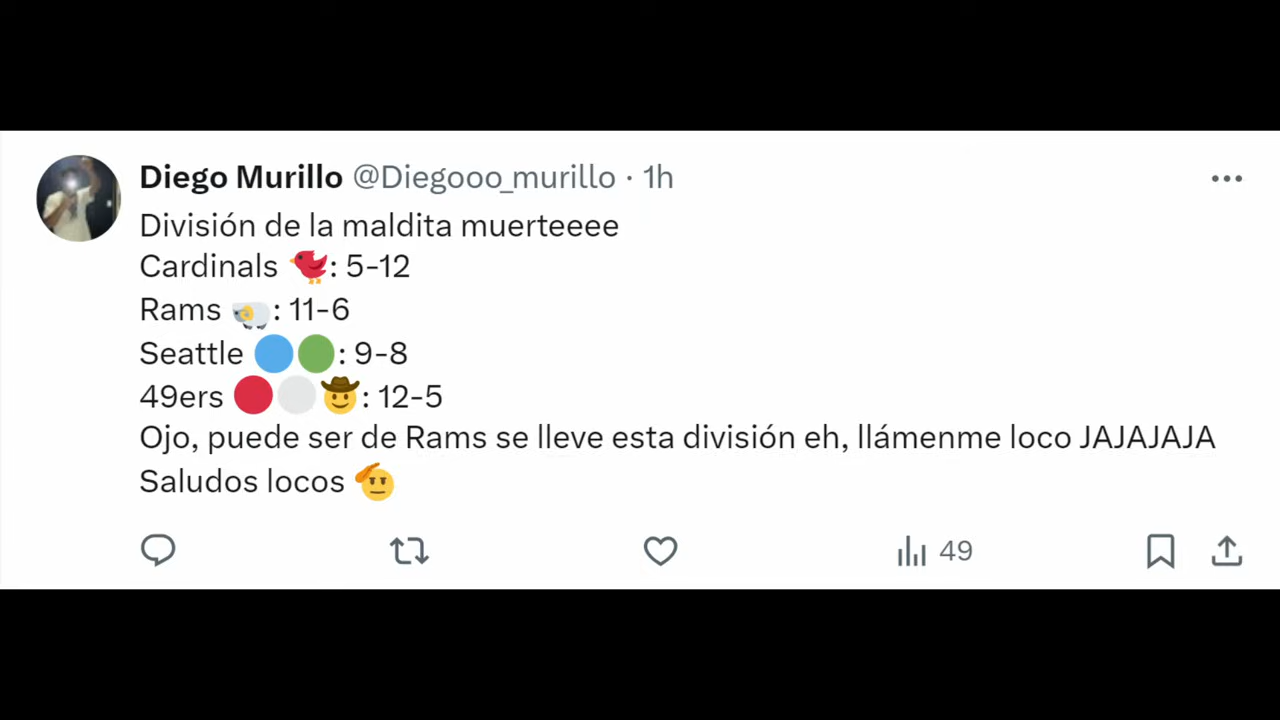 Diego Murillo @Diegooo_murillo · 1h
División de la maldita muerteeee
Cardinals 🐦: 5-12
Rams 🐏: 11-6
Seattle 🔵🟢: 9-8
49ers 🔴⚪🤠: 12-5
Ojo, puede ser de Rams se lleve esta división eh, llámenme loco JAJAJAJA
Saludos locos 🫡
49